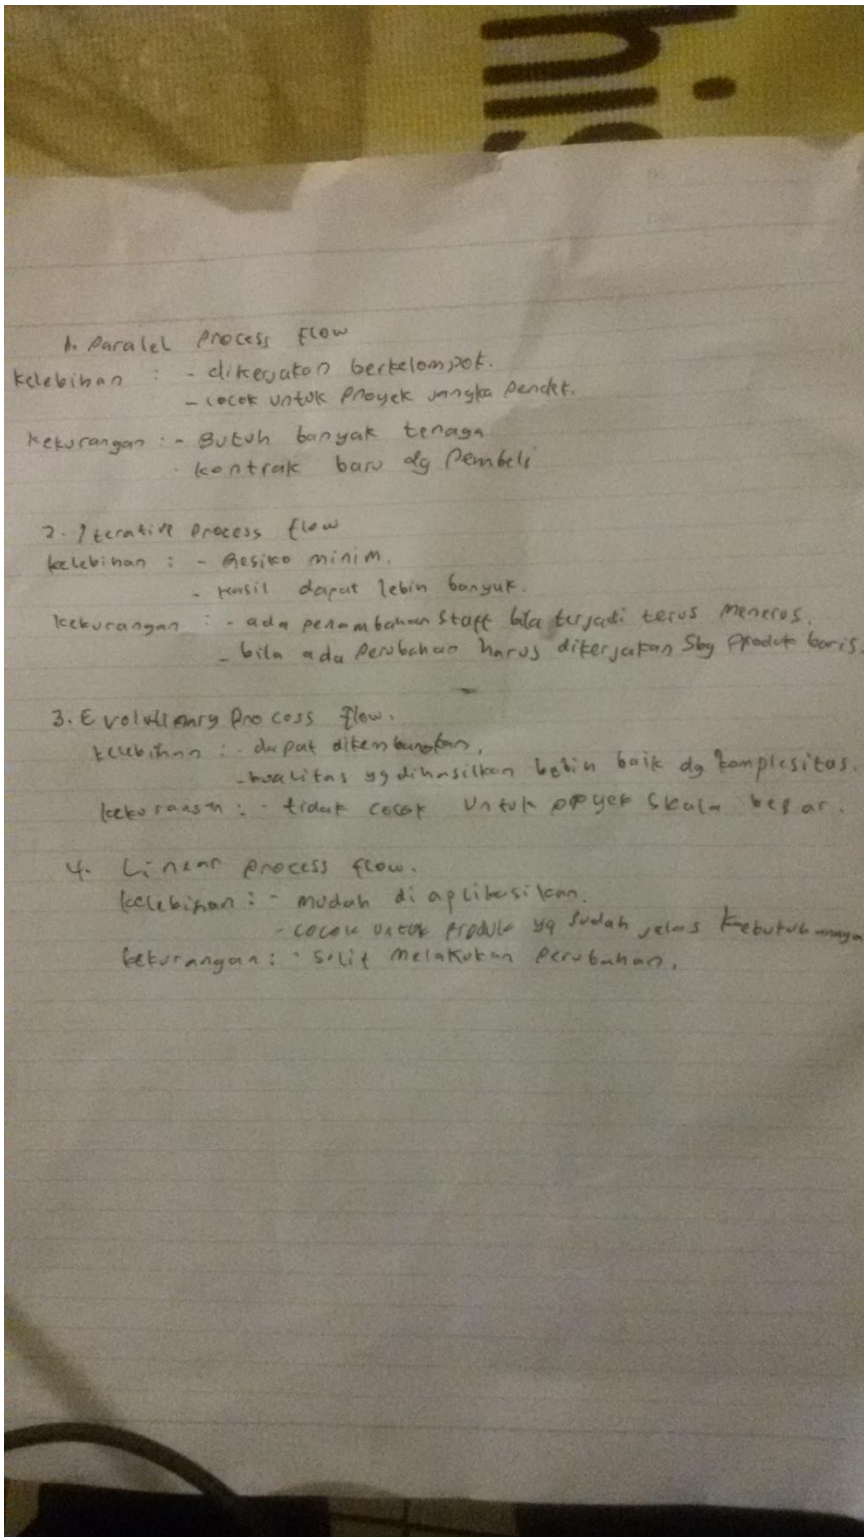 his
1. Paralel Process Flow
Kelebihan : - dikerjakan berkelompok.
- cocok untuk Proyek jangka Pendek.
Kekurangan : - Butuh banyak tenaga
- kontrak baru dg Pembeli
2. Iterative Process flow
Kelebihan : - Resiko minim.
- Hasil dapat lebih banyak.
Kekurangan : - ada penambahan Staff bila terjadi terus meneros.
- bila ada Perubahan harus dikerjakan Sbg Produk
3. Evolutionary Process flow.
Kelebihan : - dapat dikembangkan.
- kualitas yg dihasilkan lebih baik dg komplesitas.
Kekurangan : - tidak cocok Untuk proyek Skala besar.
4. Linear process flow.
Kelebihan : - mudah di aplikasikan.
- cocok untuk produk yg sudah jelas
Kekurangan : - Sulit Melakukan perubahan.